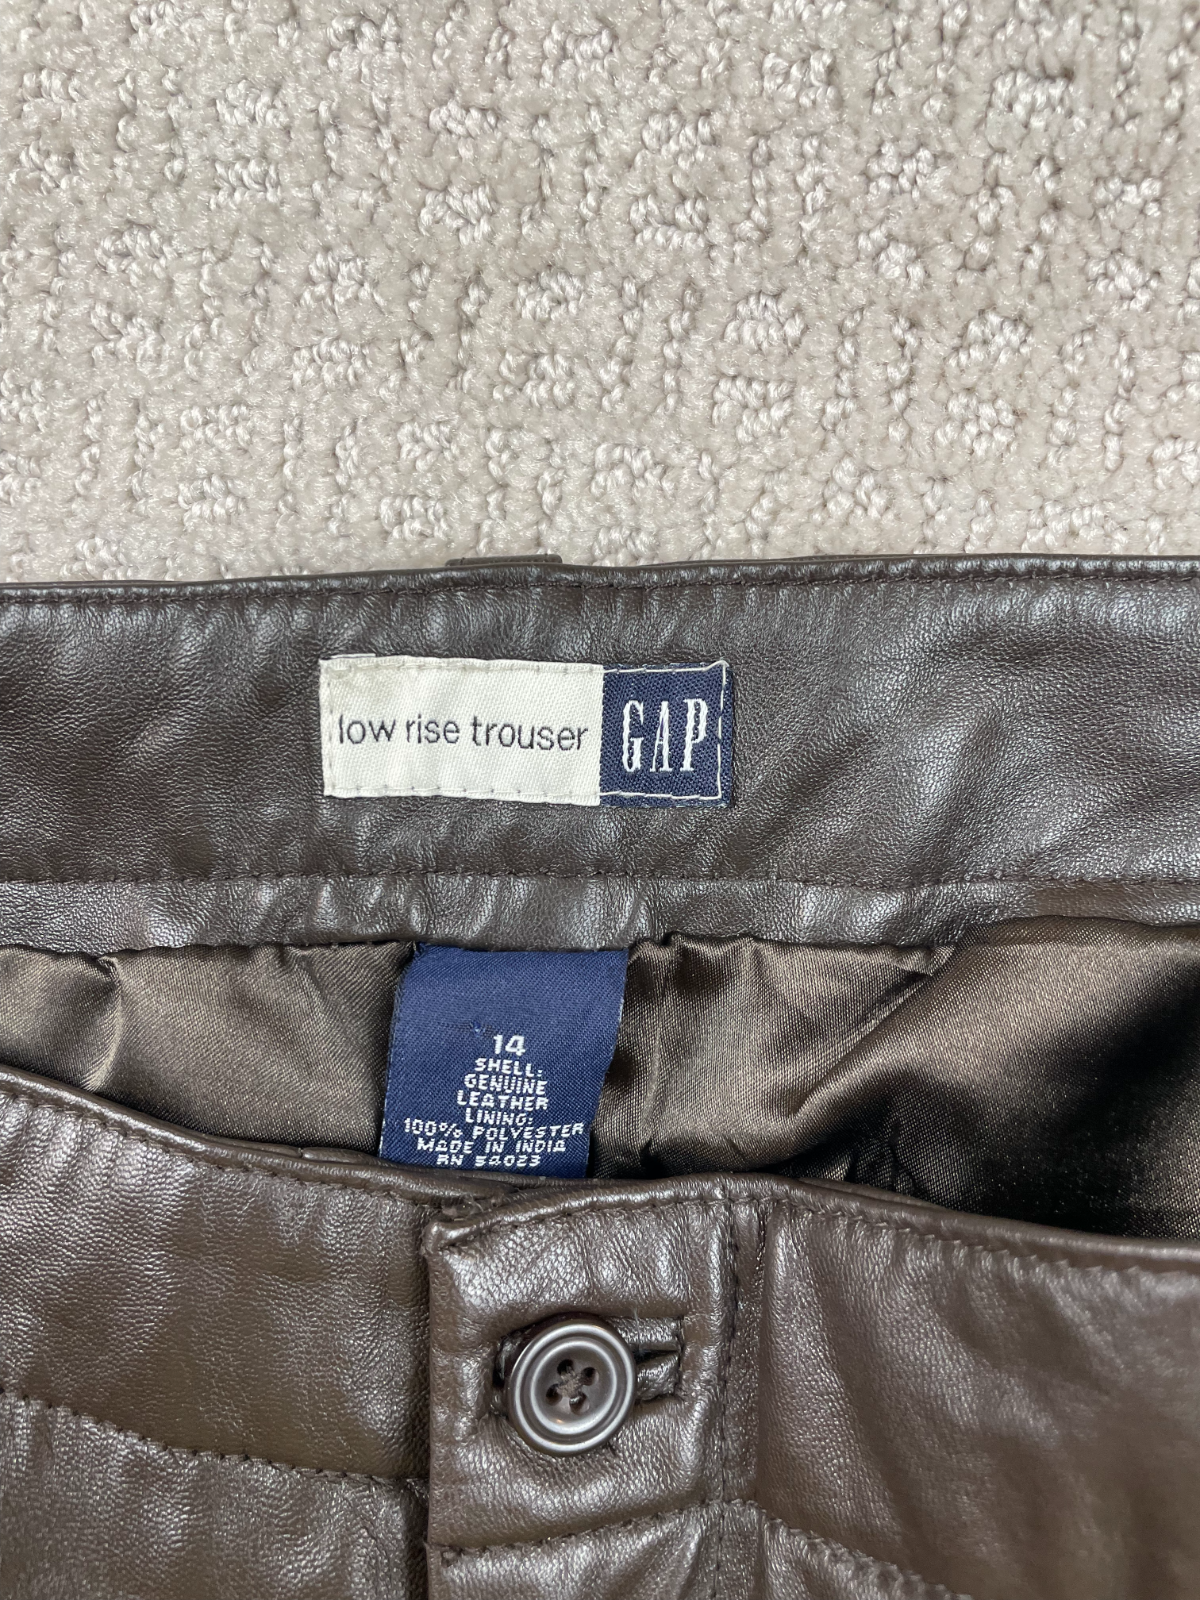 low rise trouser GAP
14
SHELL:
GENUINE
LEATHER
LINING:
100% POLYESTER
MADE IN INDIA
RN 54023